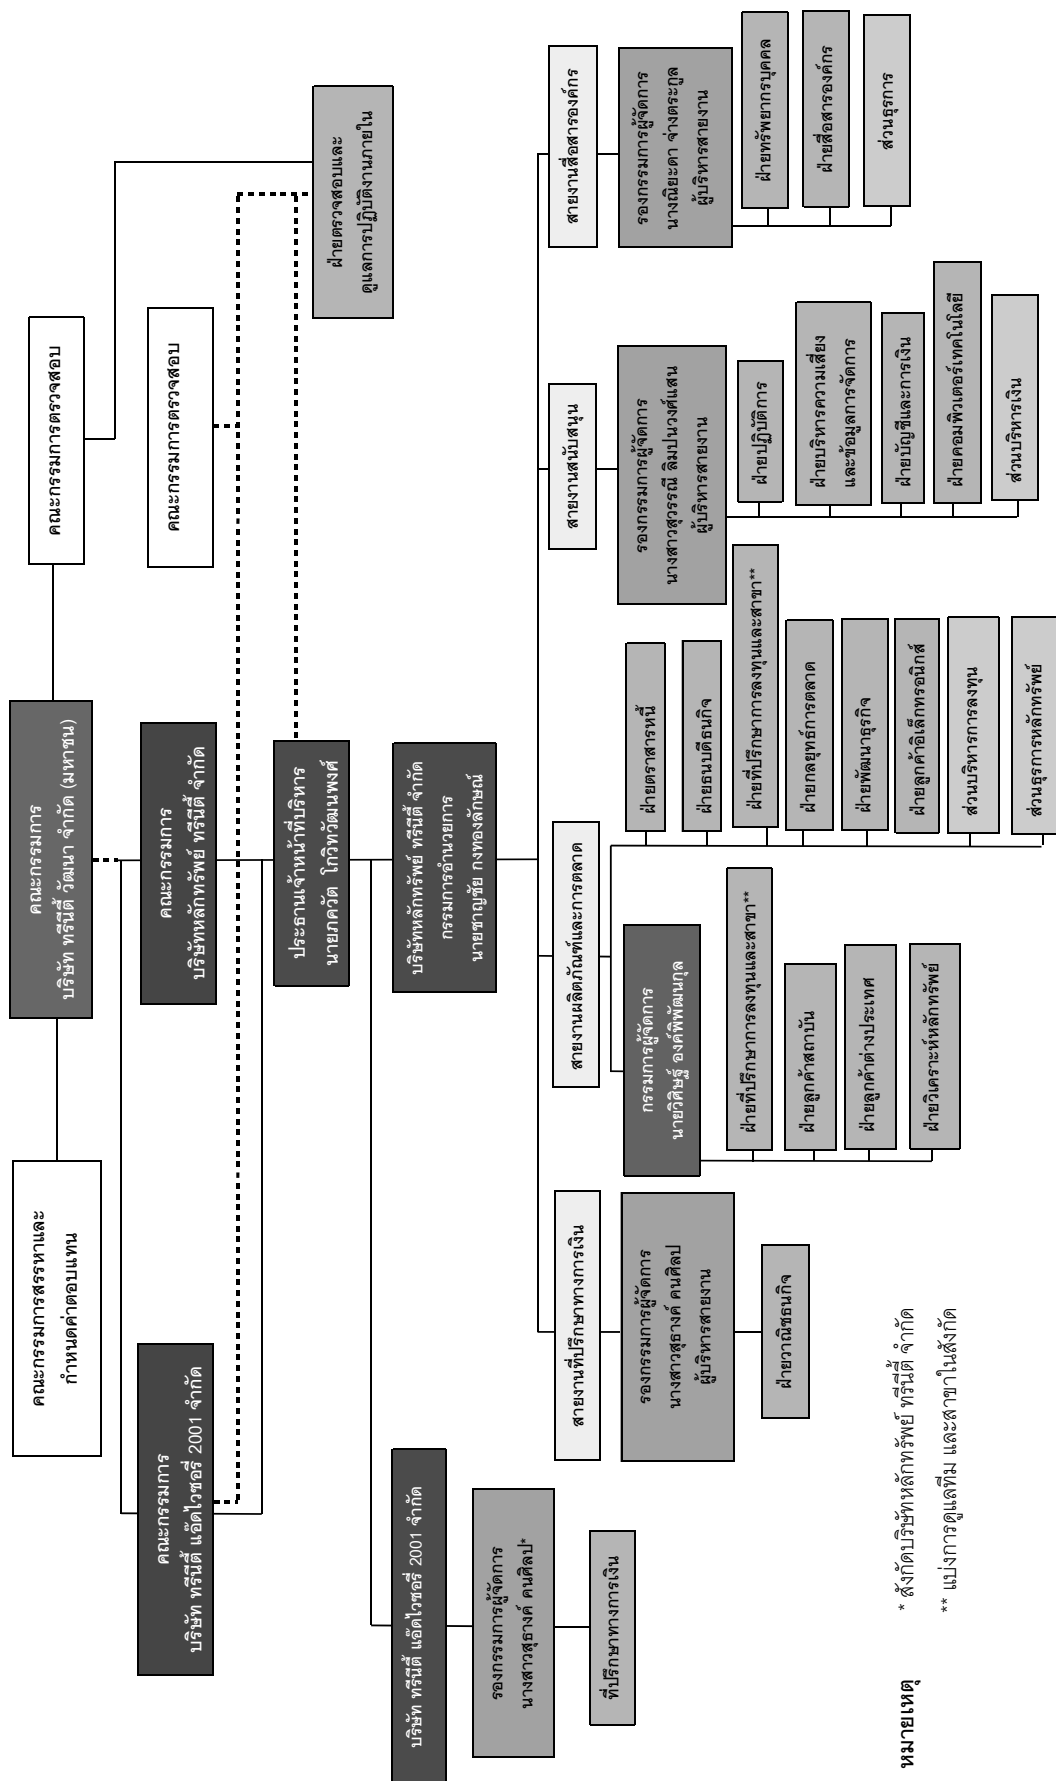 คณะกรรมการ
บริษัท ทรีนีตี้ วัฒนา จำกัด (มหาชน)
คณะกรรมการสรรหาและ
กำหนดค่าตอบแทน
คณะกรรมการตรวจสอบ
คณะกรรมการ
บริษัท ทรีนีตี้ แอ๊ดไวซอรี่ 2001 จำกัด
คณะกรรมการ
บริษัทหลักทรัพย์ ทรีนีตี้ จำกัด
คณะกรรมการตรวจสอบ
ประธานเจ้าหน้าที่บริหาร
นายภควัต โกวิทวัฒนพงศ์
ฝ่ายตรวจสอบและ
ดูแลการปฏิบัติงานภายใน
บริษัท ทรีนีตี้ แอ๊ดไวซอรี่ 2001 จำกัด
รองกรรมการผู้จัดการ
นางสาวสุธางค์ คนศิลป*
ที่ปรึกษาทางการเงิน
บริษัทหลักทรัพย์ ทรีนีตี้ จำกัด
กรรมการอำนวยการ
นายชาญชัย กงทองลักษณ์
สายงานที่ปรึกษาทางการเงิน
รองกรรมการผู้จัดการ
นางสาวสุธางค์ คนศิลป
ผู้บริหารสายงาน
ฝ่ายวาณิชธนกิจ
สายงานผลิตภัณฑ์และการตลาด
กรรมการผู้จัดการ
นายวิศิษฐ์ องค์พิพัฒนกุล
ฝ่ายที่ปรึกษาการลงทุนและสาขา**
ฝ่ายลูกค้าสถาบัน
ฝ่ายลูกค้าต่างประเทศ
ฝ่ายวิเคราะห์หลักทรัพย์
ฝ่ายตราสารหนี้
ฝ่ายธนบดีธนกิจ
ฝ่ายที่ปรึกษาการลงทุนและสาขา**
ฝ่ายกลยุทธ์การตลาด
ฝ่ายพัฒนาธุรกิจ
ฝ่ายลูกค้าอิเล็กทรอนิกส์
ส่วนบริหารการลงทุน
ส่วนธุรการหลักทรัพย์
สายงานสนับสนุน
รองกรรมการผู้จัดการ
นางสาวสุวรรณี ลิมปนวงศ์แสน
ผู้บริหารสายงาน
ฝ่ายปฏิบัติการ
ฝ่ายบริหารความเสี่ยง
และข้อมูลการจัดการ
ฝ่ายบัญชีและการเงิน
ฝ่ายคอมพิวเตอร์เทคโนโลยี
ส่วนบริหารเงิน
สายงานสื่อสารองค์กร
รองกรรมการผู้จัดการ
นางณิยะดา จ่างตระกูล
ผู้บริหารสายงาน
ฝ่ายทรัพยากรบุคคล
ฝ่ายสื่อสารองค์กร
ส่วนธุรการ
หมายเหตุ * สังกัดบริษัทหลักทรัพย์ ทรีนีตี้ จำกัด
** แบ่งการดูแลทีม และสาขาในสังกัด